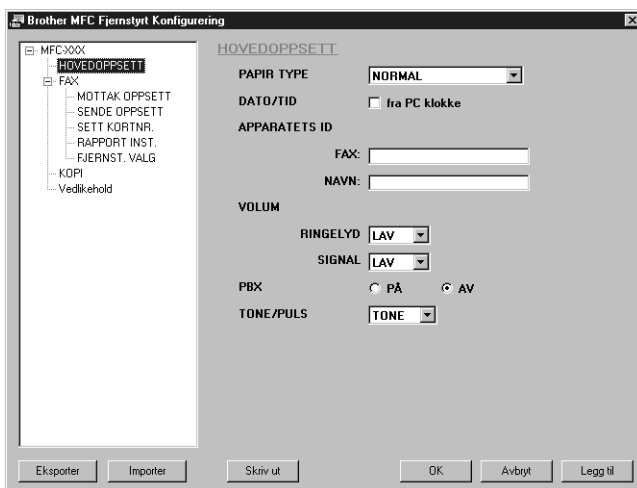 Brother MFC Fjernstyrt Konfigurering
MFC-XXX
HOVEDOPPSETT
FAX
MOTTAK OPPSETT
SENDE OPPSETT
SETT KORTNR.
RAPPORT INST.
FJERNST. VALG
KOPI
Vedlikehold
HOVEDOPPSETT
PAPIR TYPE NORMAL
DATO/TID fra PC klokke
APPARATETS ID
FAX:
NAVN:
VOLUM
RINGELYD LAV
SIGNAL LAV
PBX PÅ AV
TONE/PULS TONE
Eksporter Importer Skriv ut OK Avbryt Legg til